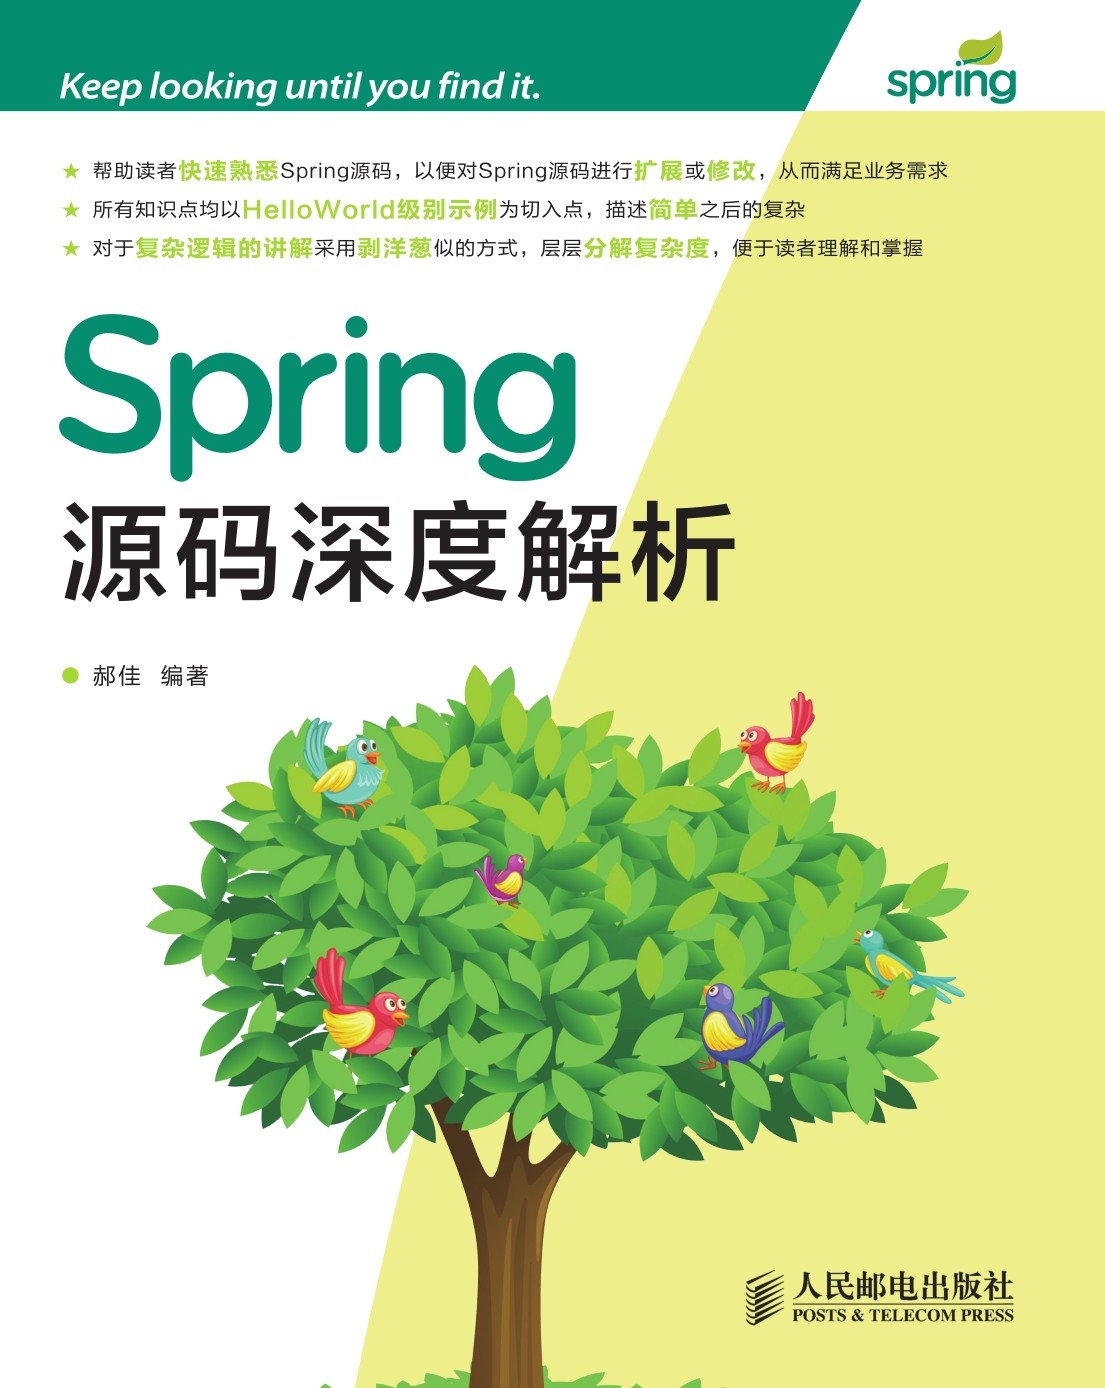 Keep looking until you find it.
spring
★ 帮助读者快速熟悉Spring源码，以便对Spring源码进行扩展或修改，从而满足业务需求
★ 所有知识点均以HelloWorld级别示例为切入点，描述简单之后的复杂
★ 对于复杂逻辑的讲解采用剥洋葱似的方式，层层分解复杂度，便于读者理解和掌握
Spring
源码深度解析
● 郝佳 编著
人民邮电出版社
POSTS & TELECOM PRESS